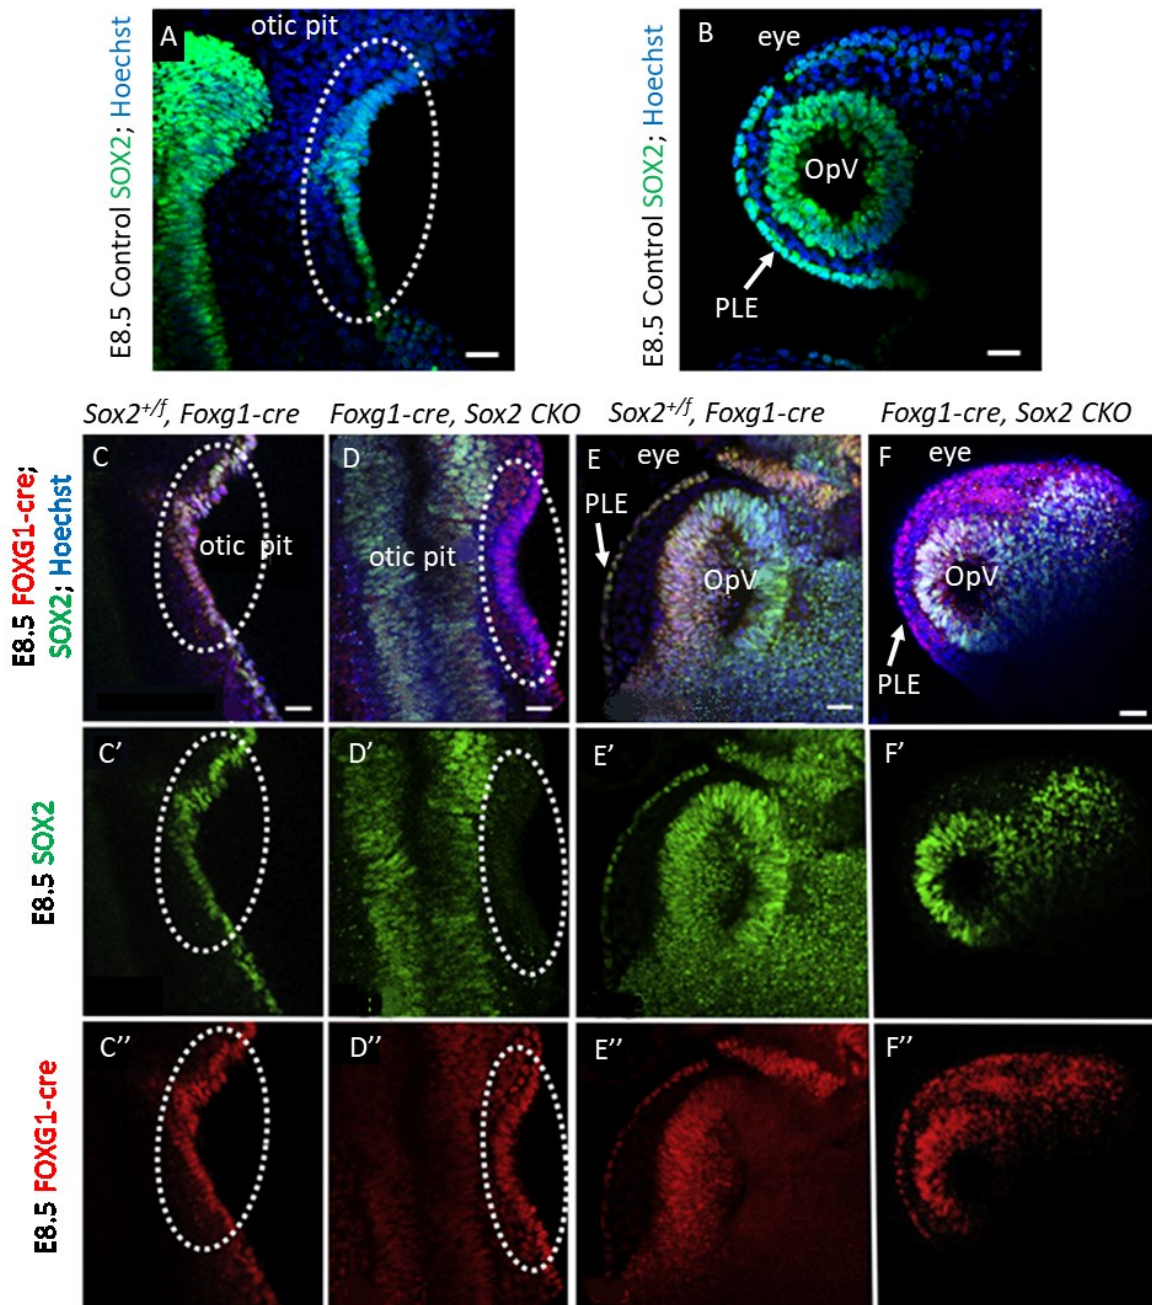 A
otic pit
E8.5 Control SOX2; Hoechst
B
eye
OpV
PLE
E8.5 Control SOX2; Hoechst
Sox2+/f, Foxg1-cre
Foxg1-cre, Sox2 CKO
Sox2+/f, Foxg1-cre
Foxg1-cre, Sox2 CKO
E8.5 FOXG1-cre;
SOX2; Hoechst
C
otic pit
D
otic pit
E
eye
PLE
OpV
F
eye
OpV
PLE
E8.5 SOX2
C'
D'
E'
F'
E8.5 FOXG1-cre
C''
D''
E''
F''